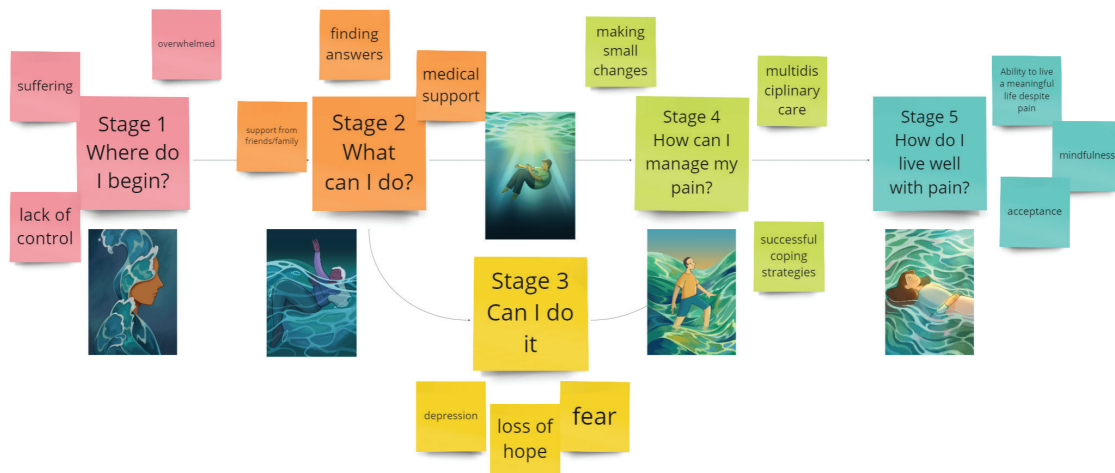 suffering
overwhelmed
Stage 1
Where do
I begin?
lack of
control
finding
answers
medical
support
support from
friends/family
Stage 2
What
can I do?
Stage 3
Can I do
it
depression
loss of
hope
fear
making
small
changes
multidis
ciplinary
care
Stage 4
How can I
manage my
pain?
successful
coping
strategies
Stage 5
How do I
live well
with pain?
Ability to live
a meaningful
life despite
pain
mindfulness
acceptance